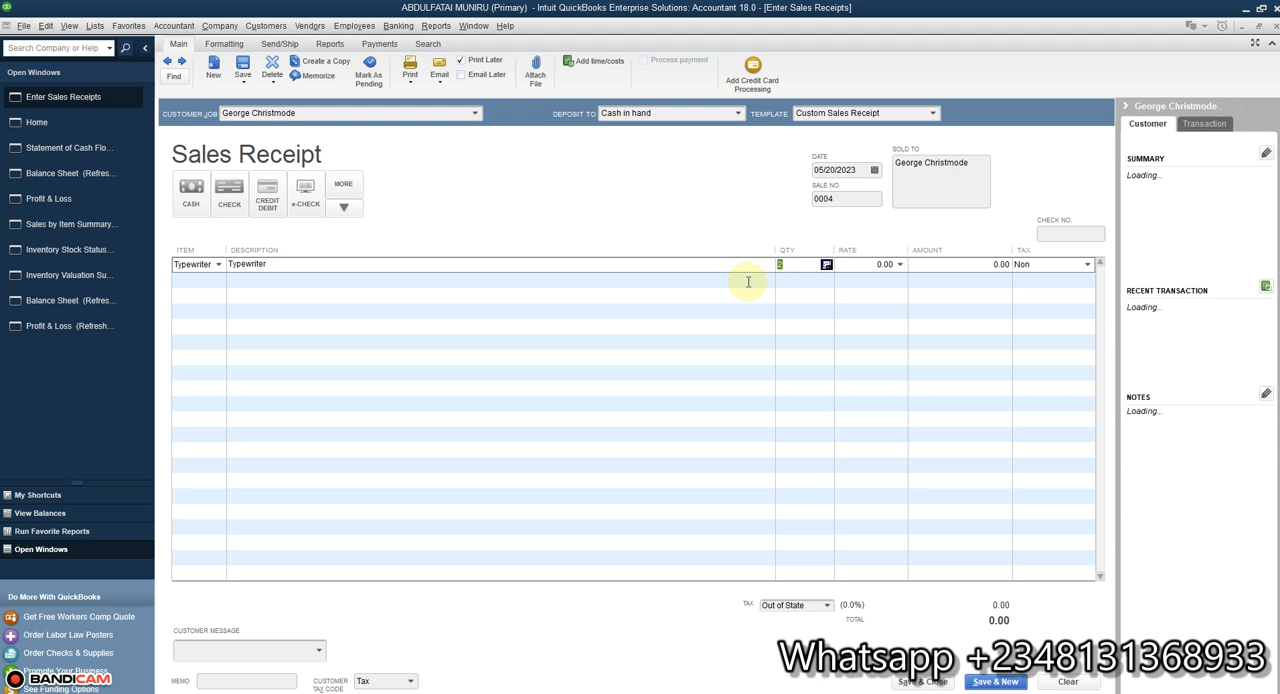 ABDULFATAI MUNIRU (Primary) - Intuit QuickBooks Enterprise Solutions: Accountant 18.0 - [Enter Sales Receipts]
File Edit View Lists Favorites Accountant Company Customers Vendors Employees Banking Reports Window Help
Search Company or Help
Main Formatting Send/Ship Reports Payments Search
Find New Save Delete Create a Copy Memorize Mark As Pending Print Email Print Later Email Later Attach File Add time/costs Process payment Add Credit Card Processing
Open Windows
Enter Sales Receipts
Home
Statement of Cash Flo...
Balance Sheet (Refres...
Profit & Loss
Sales by Item Summary...
Inventory Stock Status...
Inventory Valuation Su...
Balance Sheet (Refres...
Profit & Loss (Refresh...
My Shortcuts
View Balances
Run Favorite Reports
Open Windows
Do More With QuickBooks
Get Free Workers Comp Quote
Order Labor Law Posters
Order Checks & Supplies
Promote Your Business
See Funding Options
BANDICAM
CUSTOMER:JOB George Christmode DEPOSIT TO Cash in hand TEMPLATE Custom Sales Receipt
Sales Receipt
CASH CHECK CREDIT DEBIT e-CHECK MORE
DATE
05/20/2023
SALE NO.
0004
SOLD TO
George Christmode
CHECK NO.
ITEM DESCRIPTION QTY RATE AMOUNT TAX
Typewriter Typewriter 2 0.00 0.00 Non
TAX Out of State (0.0%) 0.00
TOTAL 0.00
CUSTOMER MESSAGE
MEMO CUSTOMER TAX CODE Tax
Save & Close Save & New Clear
George Christmode
Customer Transaction
SUMMARY
Loading...
RECENT TRANSACTION
Loading...
NOTES
Loading...
Whatsapp +2348131368933